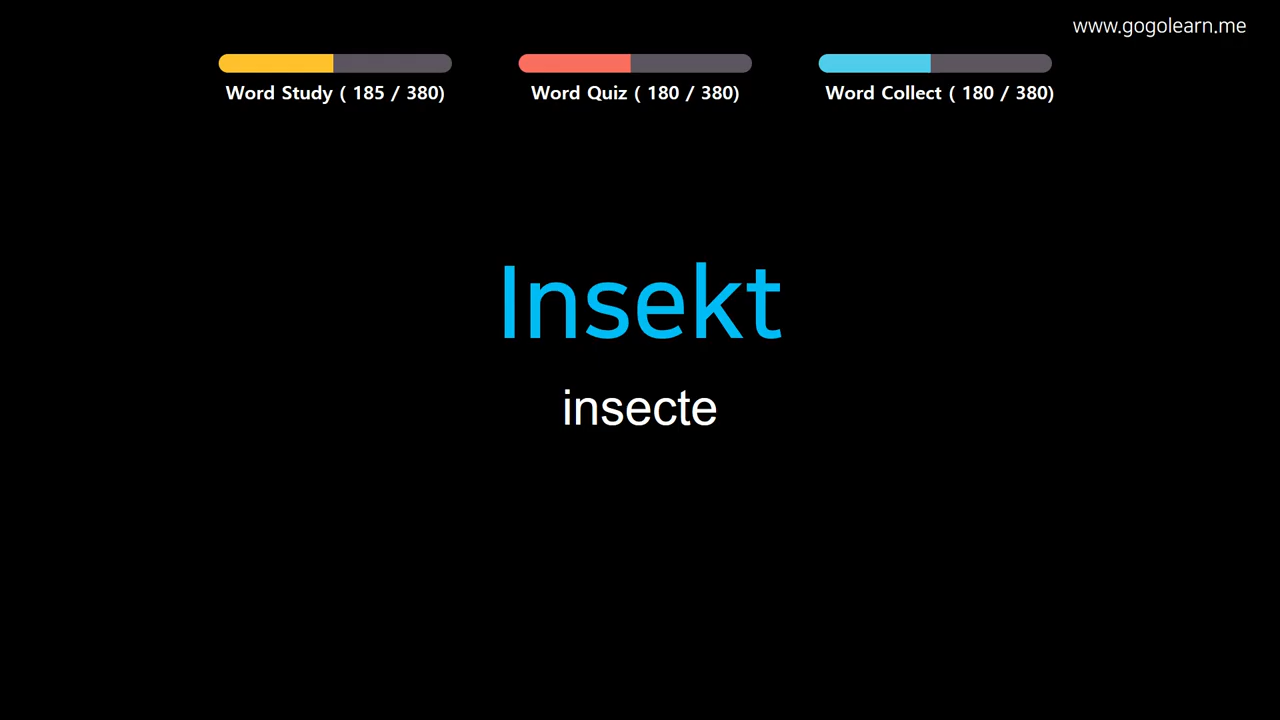 www.gogolearn.me
Word Study ( 185 / 380)
Word Quiz ( 180 / 380)
Word Collect ( 180 / 380)
Insekt
insecte